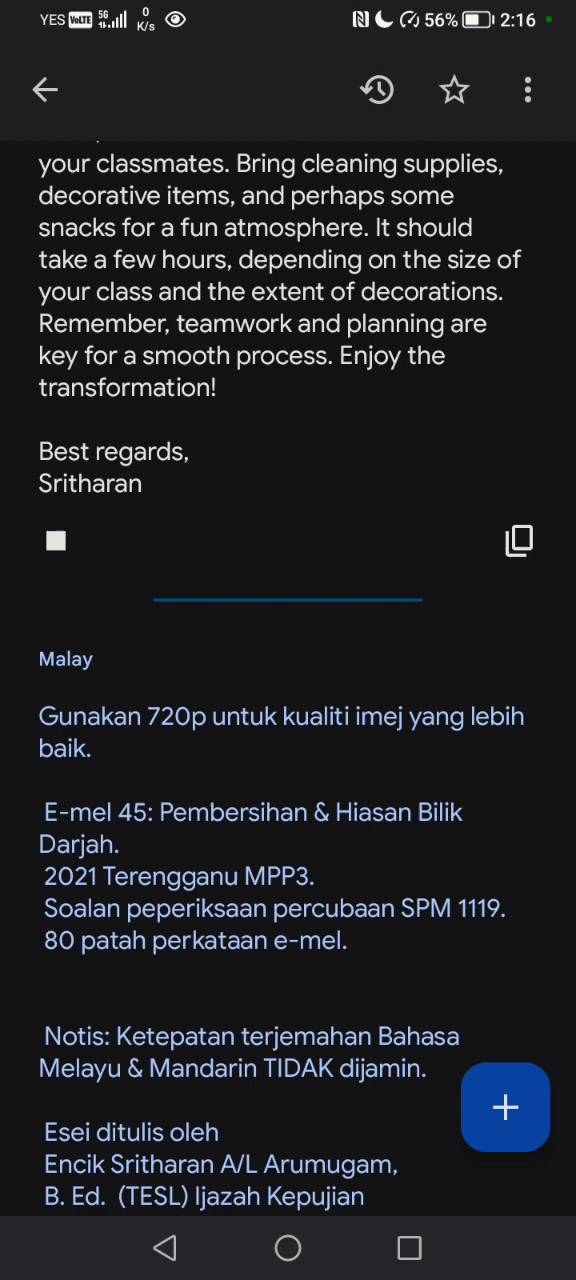 YES VoLTE 5G 0 K/s 56% 2:16
your classmates. Bring cleaning supplies,
decorative items, and perhaps some
snacks for a fun atmosphere. It should
take a few hours, depending on the size of
your class and the extent of decorations.
Remember, teamwork and planning are
key for a smooth process. Enjoy the
transformation!
Best regards,
Sritharan
Malay
Gunakan 720p untuk kualiti imej yang lebih
baik.
E-mel 45: Pembersihan & Hiasan Bilik
Darjah.
2021 Terengganu MPP3.
Soalan peperiksaan percubaan SPM 1119.
80 patah perkataan e-mel.
Notis: Ketepatan terjemahan Bahasa
Melayu & Mandarin TIDAK dijamin.
Esei ditulis oleh
Encik Sritharan A/L Arumugam,
B. Ed.  (TESL) Ijazah Kepujian